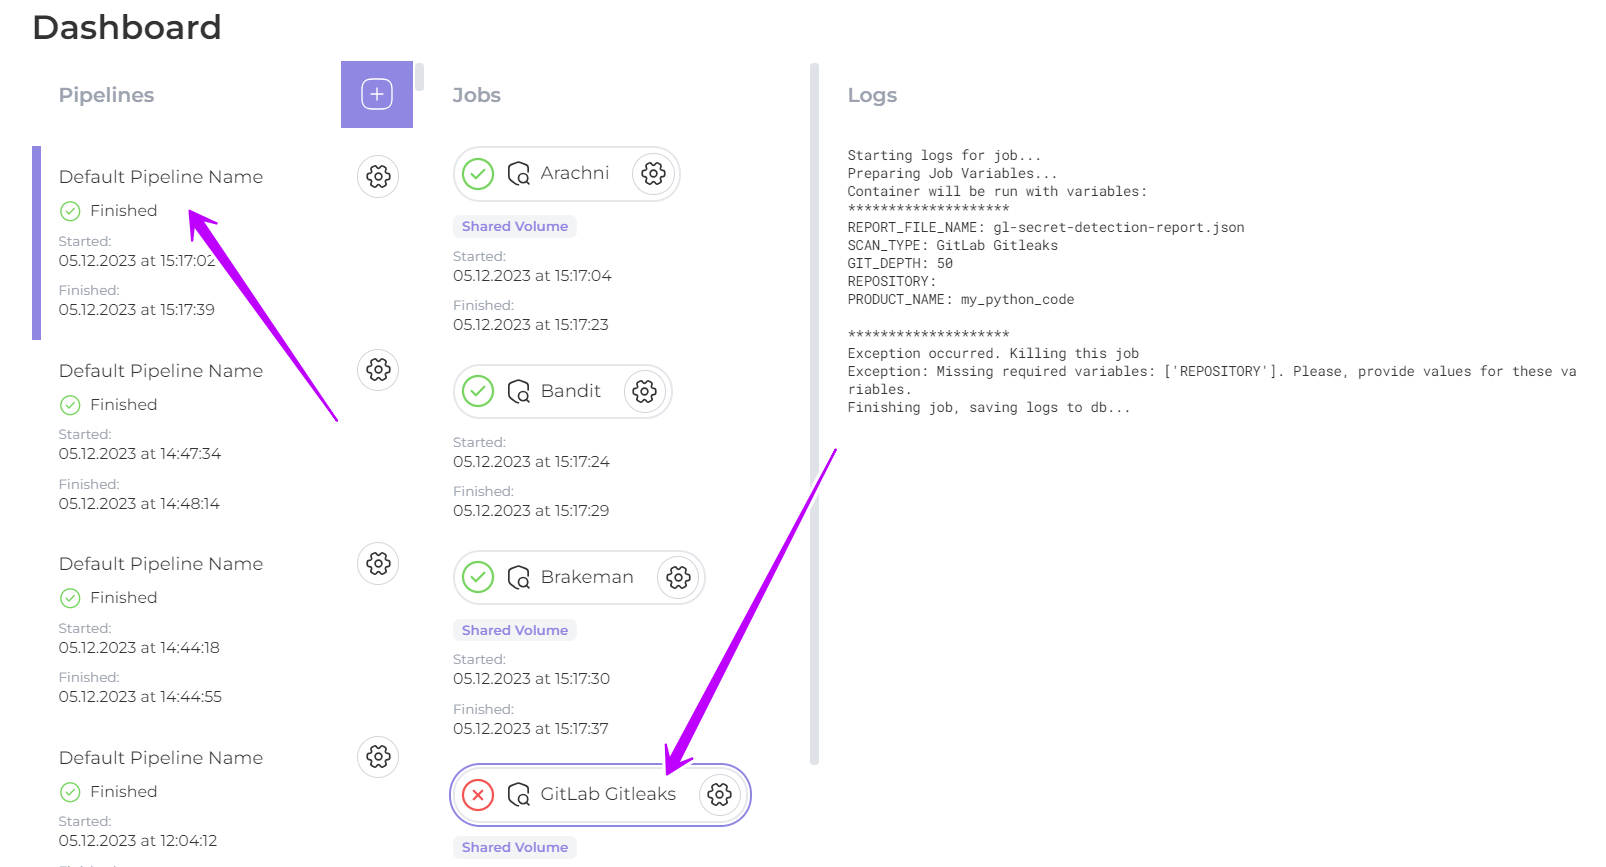 Dashboard
Pipelines
Default Pipeline Name
Finished
Started:
05.12.2023 at 15:17:02
Finished:
05.12.2023 at 15:17:39
Default Pipeline Name
Finished
Started:
05.12.2023 at 14:47:34
Finished:
05.12.2023 at 14:48:14
Default Pipeline Name
Finished
Started:
05.12.2023 at 14:44:18
Finished:
05.12.2023 at 14:44:55
Default Pipeline Name
Finished
Started:
05.12.2023 at 12:04:12
Jobs
Arachni
Shared Volume
Started:
05.12.2023 at 15:17:04
Finished:
05.12.2023 at 15:17:23
Bandit
Started:
05.12.2023 at 15:17:24
Finished:
05.12.2023 at 15:17:29
Brakeman
Shared Volume
Started:
05.12.2023 at 15:17:30
Finished:
05.12.2023 at 15:17:37
GitLab Gitleaks
Shared Volume
Logs
Starting logs for job...
Preparing Job Variables...
Container will be run with variables:
********************
REPORT_FILE_NAME: gl-secret-detection-report.json
SCAN_TYPE: GitLab Gitleaks
GIT_DEPTH: 50
REPOSITORY:
PRODUCT_NAME: my_python_code
********************
Exception occurred. Killing this job
Exception: Missing required variables: ['REPOSITORY']. Please, provide values for these va
riables.
Finishing job, saving logs to db...